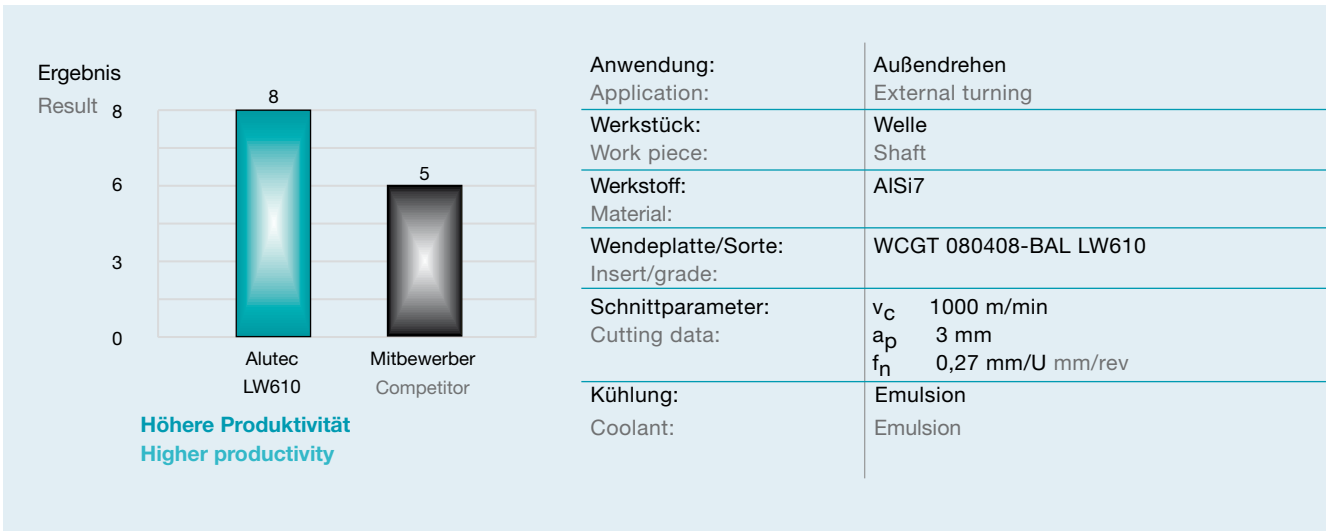 Ergebnis
Result
8
6
3
0
8
5
Alutec
LW610
Mitbewerber
Competitor
Höhere Produktivität
Higher productivity
Anwendung: Außendrehen
Application: External turning
Werkstück: Welle
Work piece: Shaft
Werkstoff: AlSi7
Material:
Wendeplatte/Sorte: WCGT 080408-BAL LW610
Insert/grade:
Schnittparameter: vC 1000 m/min
Cutting data: ap 3 mm
fn 0,27 mm/U mm/rev
Kühlung: Emulsion
Coolant: Emulsion